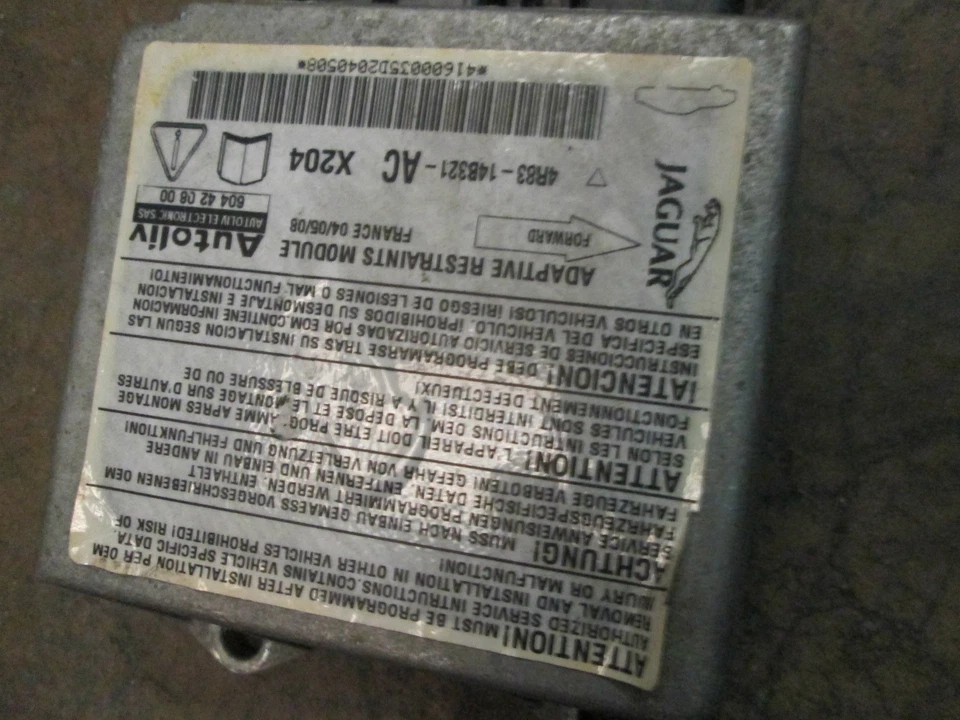 ATTENTION! MUST BE PROGRAMMED AFTER INSTALLATION PER OEM
AUTHORIZED SERVICE INTRUCTIONS. CONTAINS VEHICLE SPECIFIC DATA.
REMOVAL AND INSTALLATION IN OTHER VEHICLES PROHIBITED! RISK OF
INJURY OR MALFUNCTION!
ACHTUNG! MUSS NACH EINBAU GEMAESS VORGESCHRIEBENEN OEM
SERVICE ANWEISUNGEN PROGRAMMIERT WERDEN. ENTHAELT
FAHRZEUGSPEZIFISCHE DATEN. ENTFERNEN UND EINBAU IN ANDERE
FAHRZEUGE VERBOTEN! GEFAHR VON VERLETZUNG UND FEHLFUNKTION!
ATTENTION! L'APPAREIL DOIT ETRE PROG AMME APRES MONTAGE
SELON LES INSTRUCTIONS OEM. LA DEPOSE ET LE MONTAGE SUR D'AUTRES
VEHICULES SONT INTERDITS! IL Y A RISQUE DE BLESSURE OU DE
FONCTIONNEMENT DEFECTUEUX!
¡ATENCION! DEBE PROGRAMARSE TRAS SU INSTALACION SEGUN LAS
INSTRUCCIONES DE SERVICIO AUTORIZADAS POR EOM. CONTIENE INFORMACION
ESPECIFICA DEL VEHICULO. ¡PROHIBIDOS SU DESMONTAJE E INSTALACION
EN OTROS VEHICULOS! ¡RIESGO DE LESIONES O MAL FUNCIONAMIENTO!
JAGUAR
ADAPTIVE RESTRAINTS MODULE
FORWARD
FRANCE 04/05/08
Autoliv
AUTOLIV ELECTRONIC SAS
604 42 08 00
4R83-14B321-AC X204
*41600035D2040508*